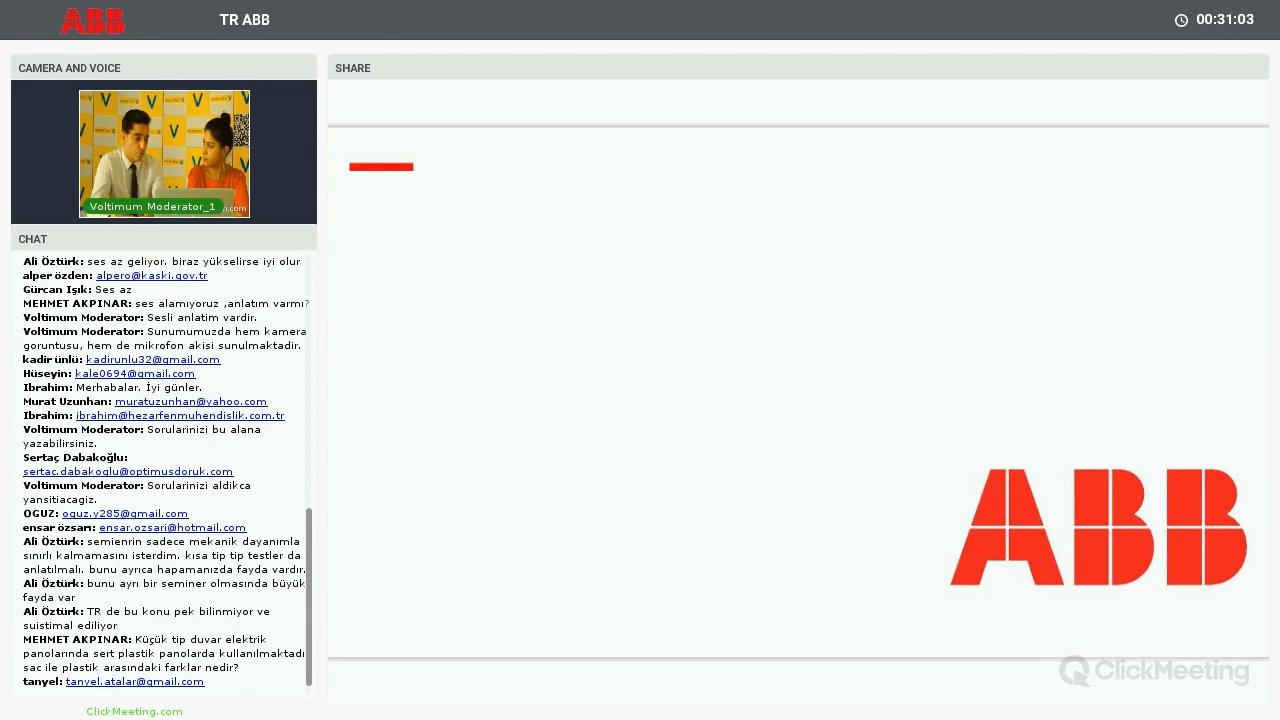 ABB
TR ABB
00:31:03
CAMERA AND VOICE
SHARE
Voltimum Moderator_1
CHAT
Ali Öztürk: ses az geliyor. biraz yükselirse iyi olur
alper özden: alpero@kaski.gov.tr
Gürcan Işık: Ses az
MEHMET AKPINAR: ses alamıyoruz ,anlatım varmı?
Voltimum Moderator: Sesli anlatim vardir.
Voltimum Moderator: Sunumumuzda hem kamera
goruntusu, hem de mikrofon akisi sunulmaktadir.
kadir ünlü: kadirunlu32@gmail.com
Hüseyin: kale0694@gmail.com
Ibrahim: Merhabalar. İyi günler.
Murat Uzunhan: muratuzunhan@yahoo.com
Ibrahim: ibrahim@hezarfenmuhendislik.com.tr
Voltimum Moderator: Sorularinizi bu alana
yazabilirsiniz.
Sertaç Dabakoğlu:
sertac.dabakoglu@optimusdoruk.com
Voltimum Moderator: Sorularinizi aldikca
yansitiacagiz.
OGUZ: oguz.y285@gmail.com
ensar özsarı: ensar.ozsari@hotmail.com
Ali Öztürk: semienrin sadece mekanik dayanımla
sınırlı kalmamasını isterdim. kısa tip tip testler da
anlatılmalı. bunu ayrıca hapamanızda fayda vardır.
Ali Öztürk: bunu ayrı bir seminer olmasında büyük
fayda var
Ali Öztürk: TR de bu konu pek bilinmiyor ve
suistimal ediliyor
MEHMET AKPINAR: Küçük tip duvar elektrik
panolarında sert plastik panolarda kullanılmaktadı
sac ile plastik arasındaki farklar nedir?
tanyel: tanyel.atalar@gmail.com
ABB
ClickMeeting
ClickMeeting.com